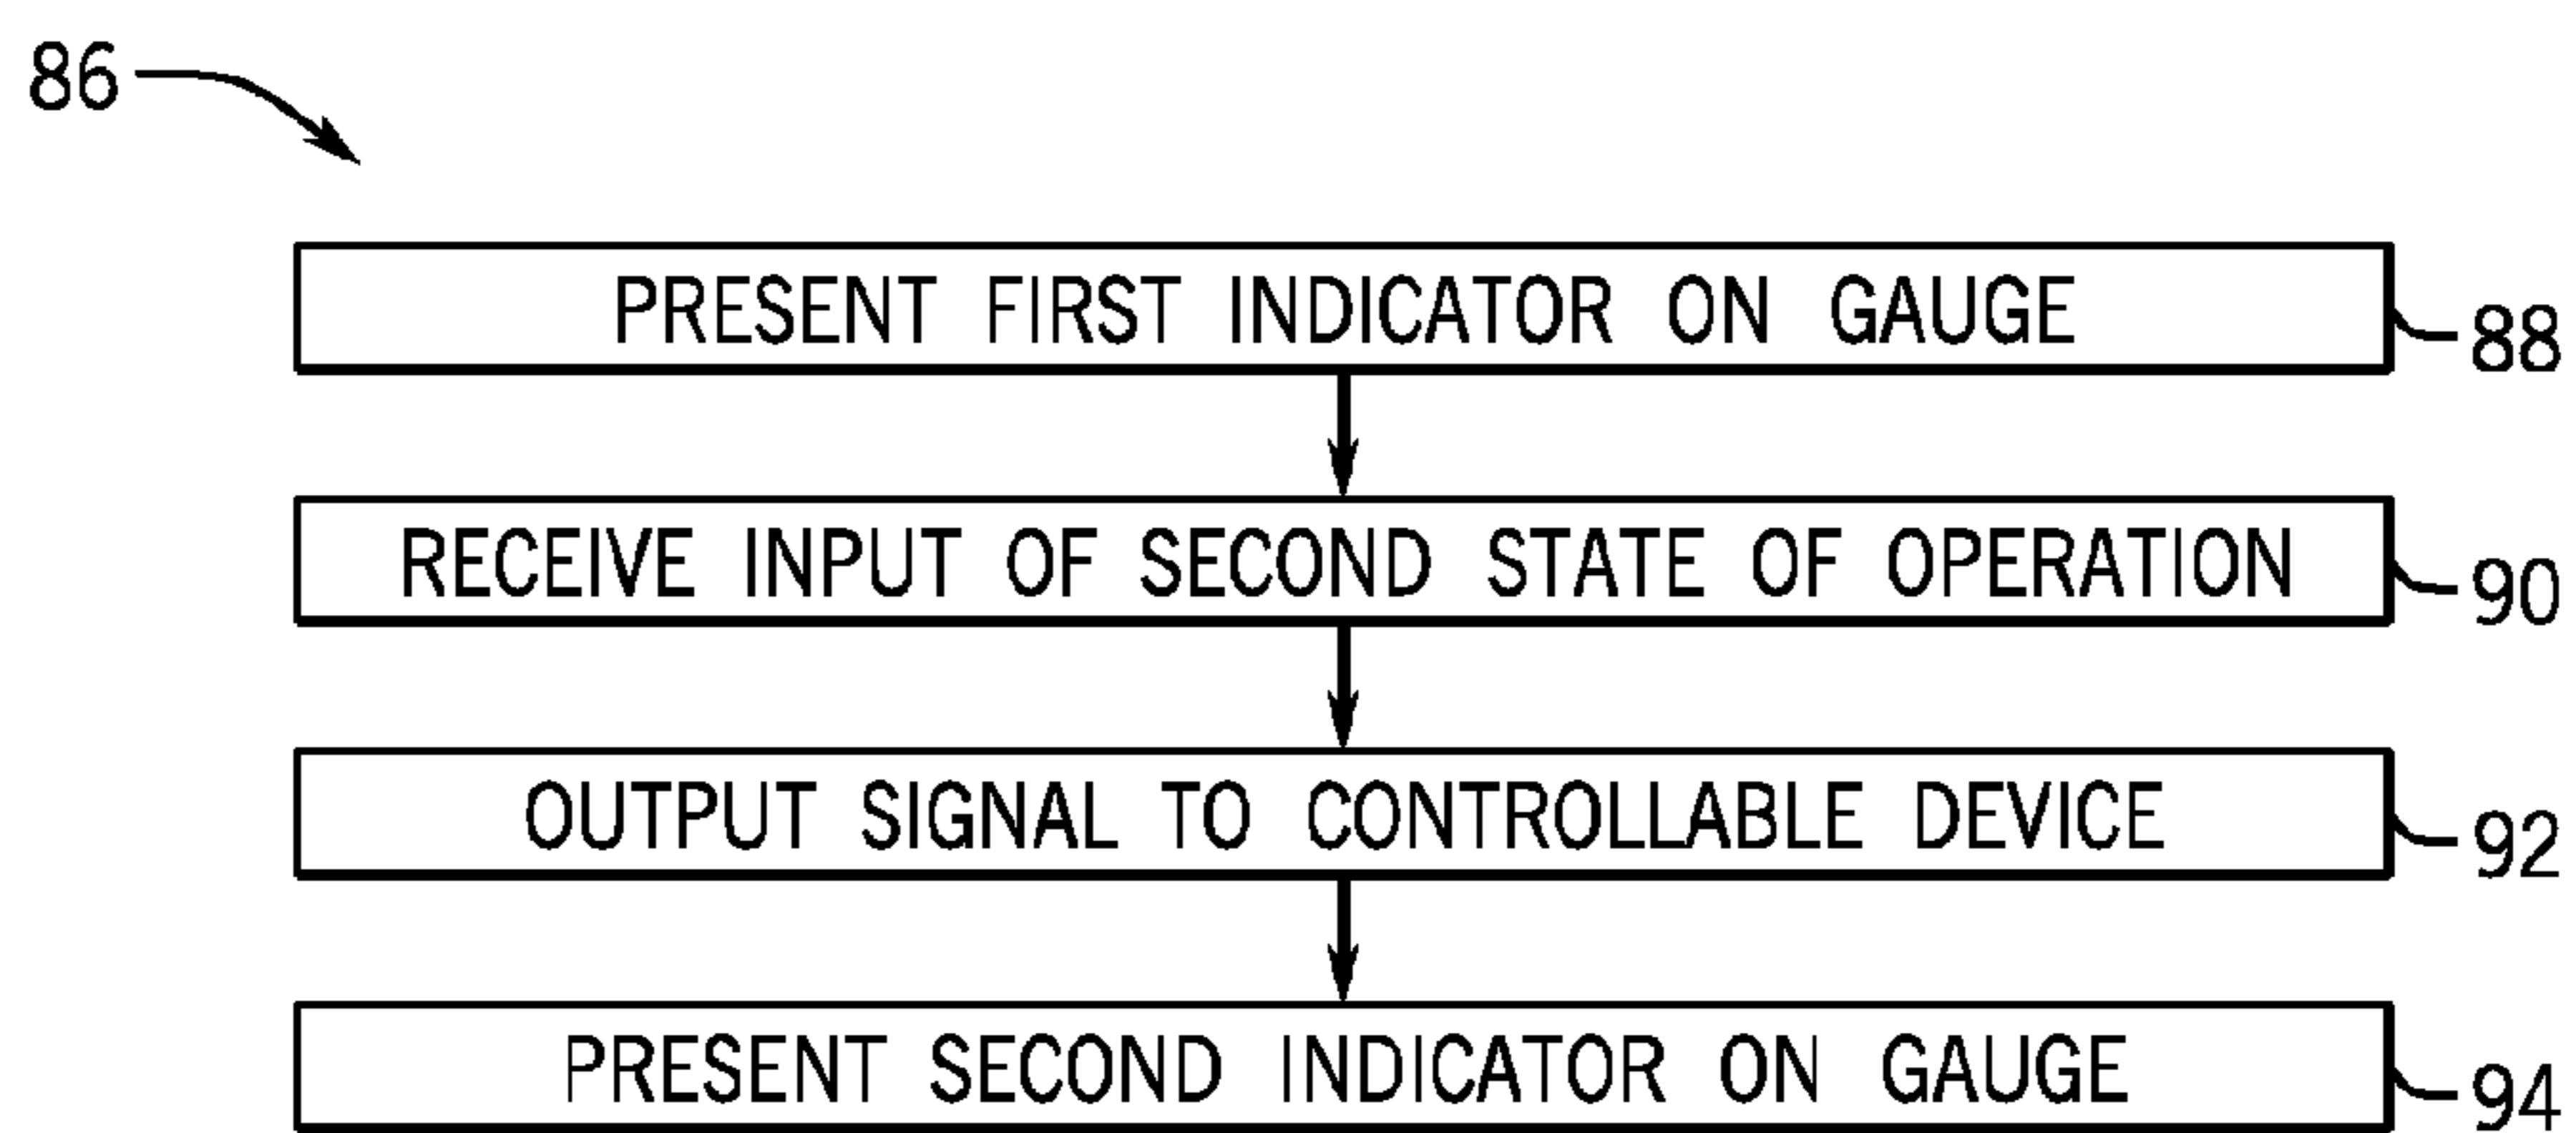 86
PRESENT FIRST INDICATOR ON GAUGE
88
RECEIVE INPUT OF SECOND STATE OF OPERATION
90
OUTPUT SIGNAL TO CONTROLLABLE DEVICE
92
PRESENT SECOND INDICATOR ON GAUGE
94